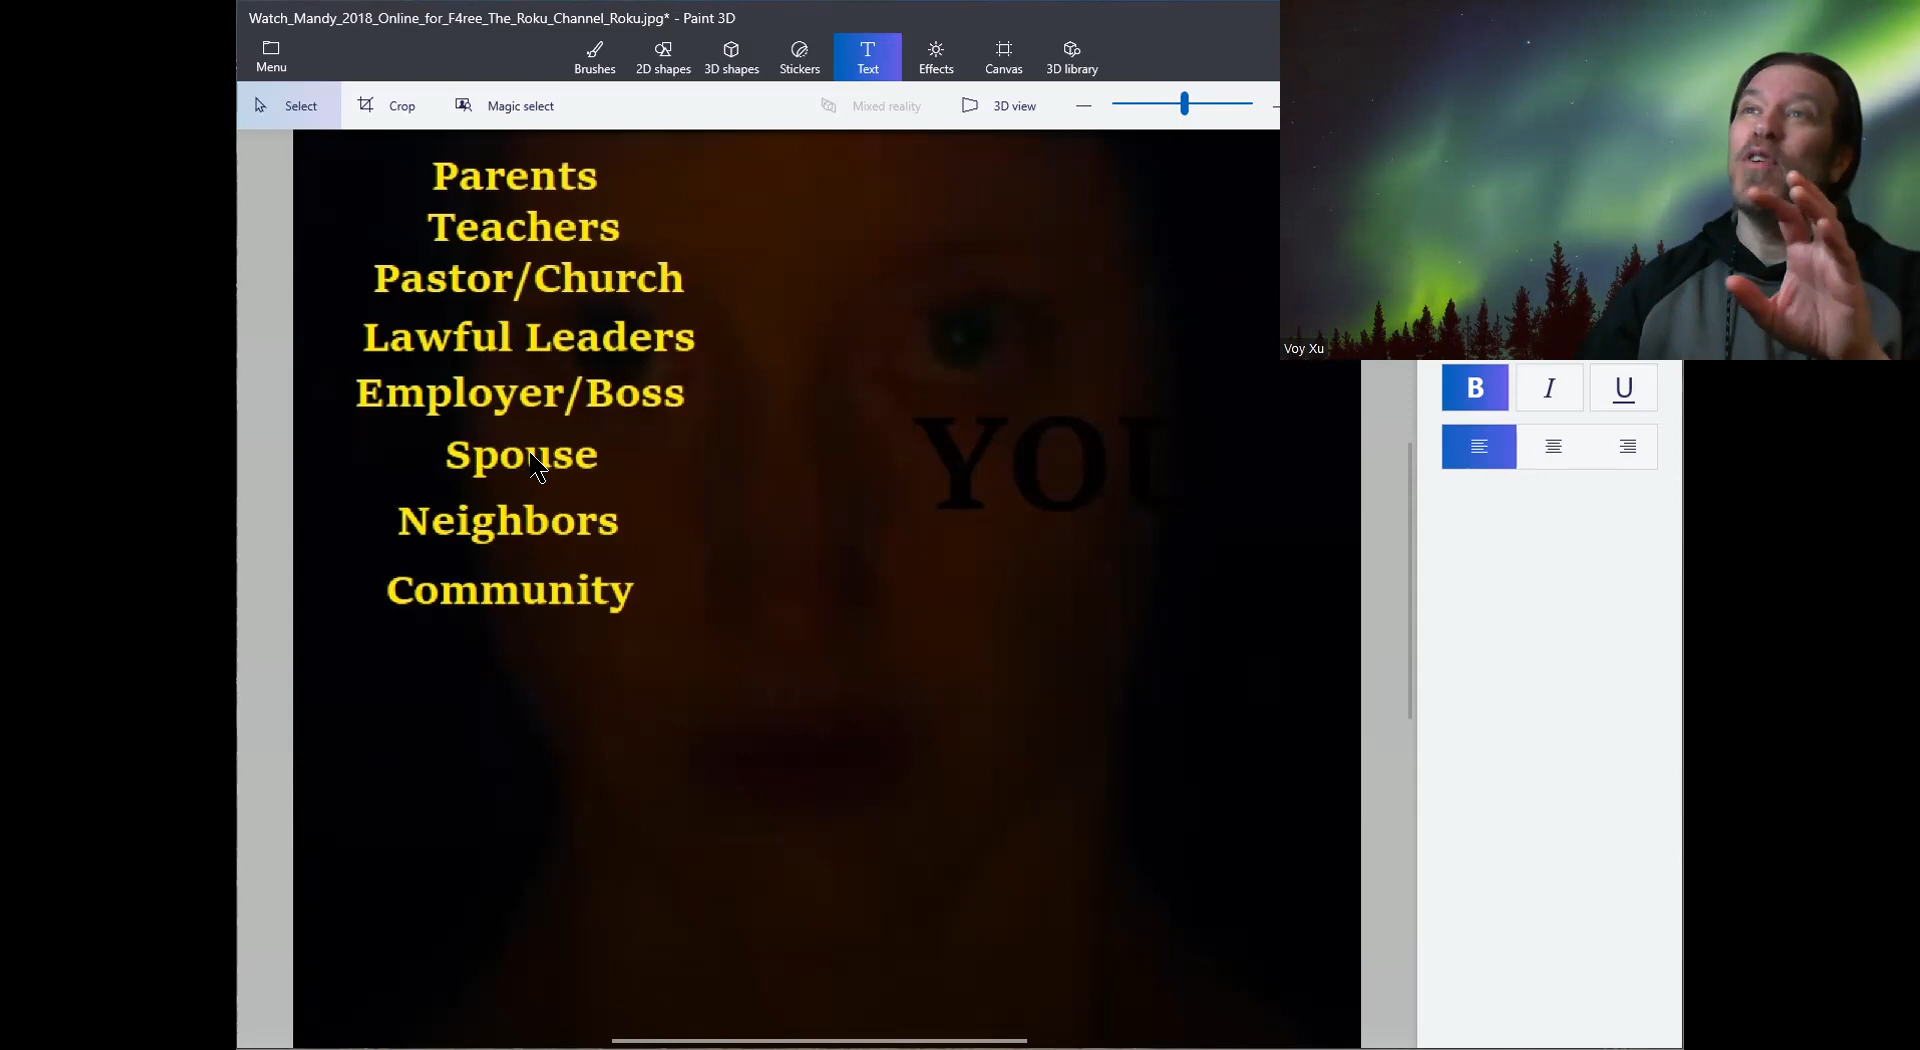 Watch_Mandy_2018_Online_for_F4ree_The_Roku_Channel_Roku.jpg* - Paint 3D
Menu
Brushes
2D shapes
3D shapes
Stickers
T
Text
Effects
Canvas
3D library
Select
Crop
Magic select
Mixed reality
3D view
Voy Xu
Parents
Teachers
Pastor/Church
Lawful Leaders
Employer/Boss
Spouse
Neighbors
Community
YOU
B
I
U